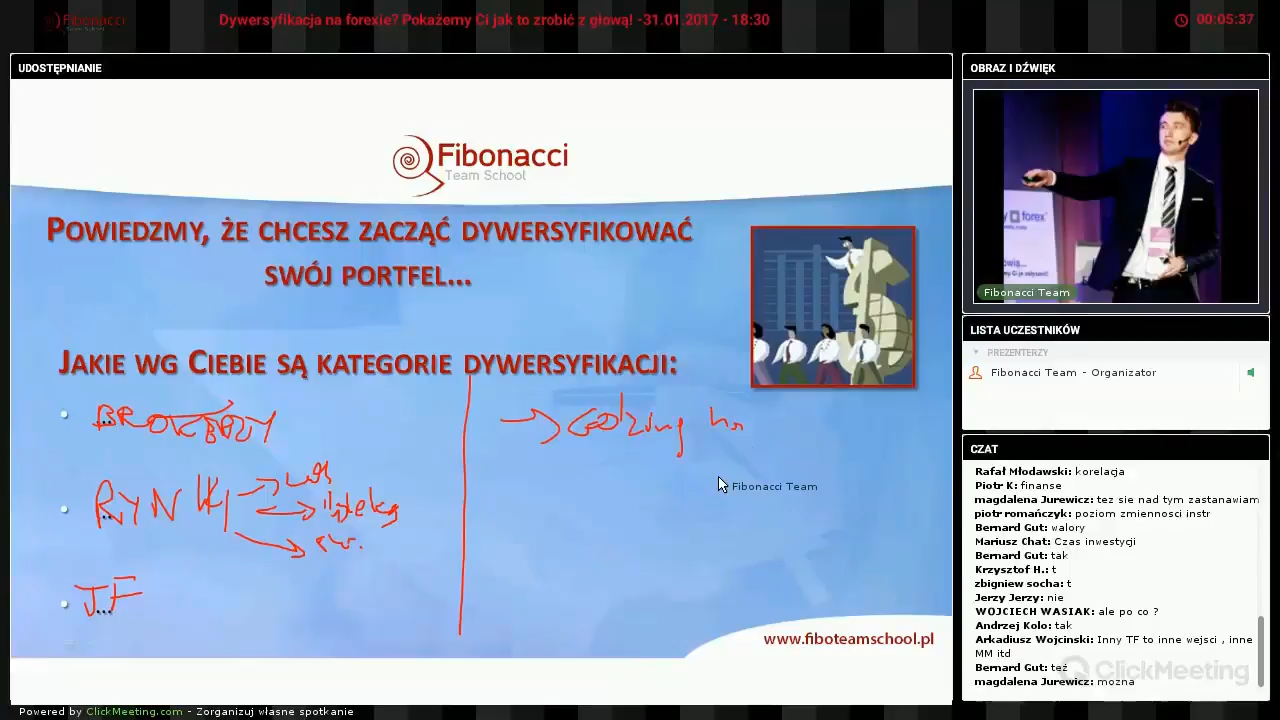 Fibonacci
Team School
Dywersyfikacja na forexie? Pokażemy Ci jak to zrobić z głową! -31.01.2017 - 18:30
00:05:37
UDOSTĘPNIANIE
Fibonacci
Team School
POWIEDZMY, ŻE CHCESZ ZACZĄĆ DYWERSYFIKOWAĆ
SWÓJ PORTFEL...
JAKIE WG CIEBIE SĄ KATEGORIE DYWERSYFIKACJI:
BROKERZY
RYNKI
TF
Fibonacci Team
www.fiboteamschool.pl
OBRAZ I DŹWIĘK
forex
Fibonacci Team
LISTA UCZESTNIKÓW
PREZENTERZY
Fibonacci Team - Organizator
CZAT
Rafał Młodawski: korelacja
Piotr K: finanse
magdalena Jurewicz: tez sie nad tym zastanawiam
piotr romańczyk: poziom zmiennosci instr
Bernard Gut: walory
Mariusz Chat: Czas inwestycji
Bernard Gut: tak
Krzysztof H.: t
zbigniew socha: t
Jerzy Jerzy: nie
WOJCIECH WASIAK: ale po co ?
Andrzej Kolo: tak
Arkadiusz Wojcinski: Inny TF to inne wejsci , inne
MM itd
Bernard Gut: też
magdalena Jurewicz: mozna
ClickMeeting
Powered by ClickMeeting.com - Zorganizuj własne spotkanie